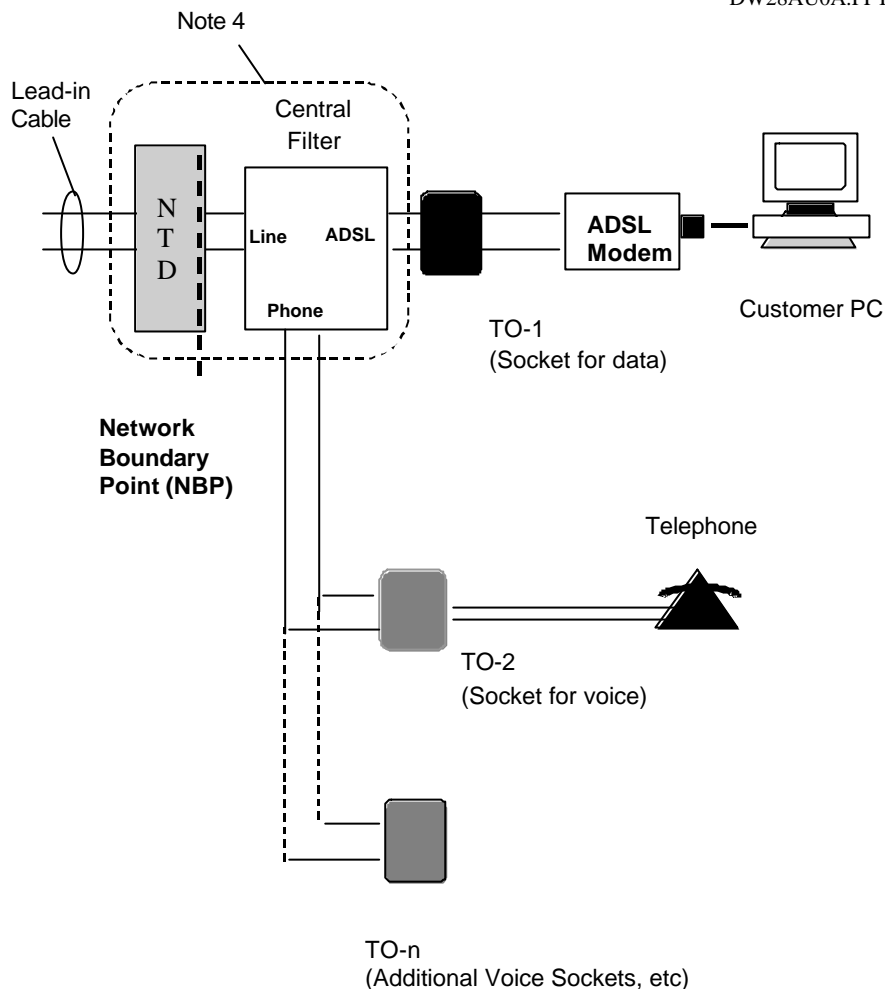 Note 4
Lead-in
Cable
Central
Filter
N
T
D
Line
ADSL
Phone
ADSL
Modem
Customer PC
TO-1
(Socket for data)
Network
Boundary
Point (NBP)
Telephone
TO-2
(Socket for voice)
TO-n
(Additional Voice Sockets, etc)